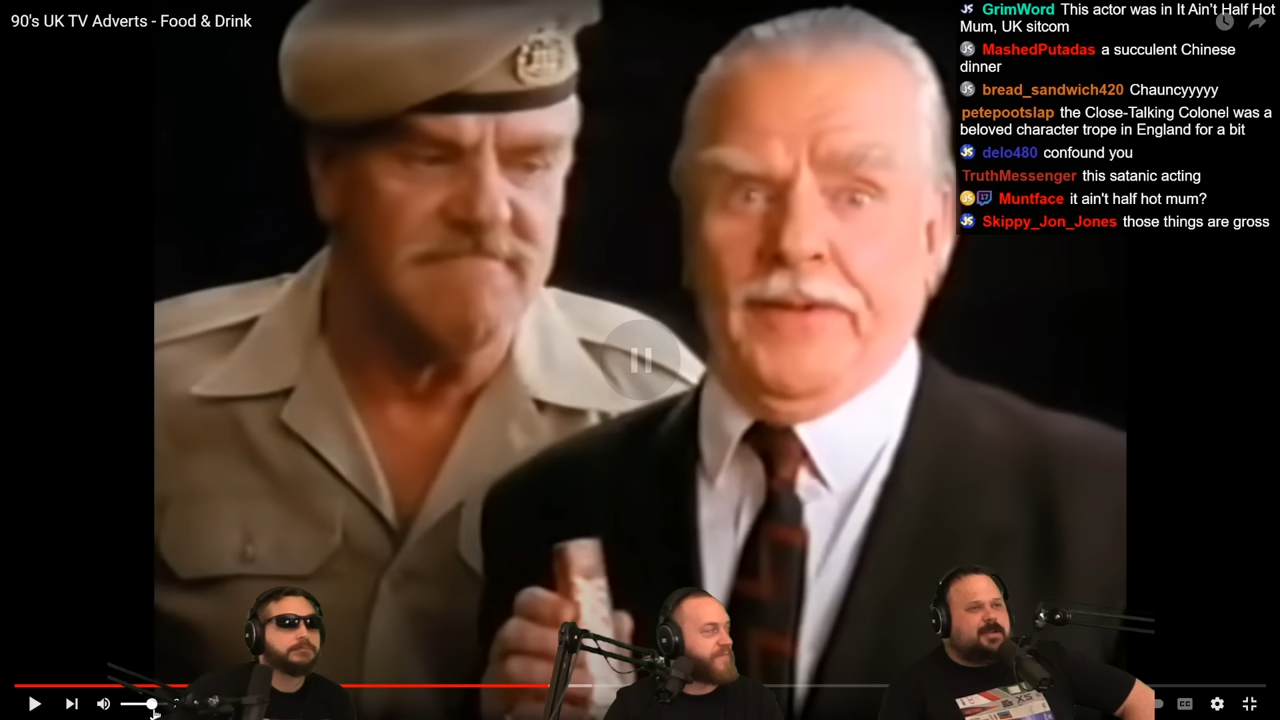 90's UK TV Adverts - Food & Drink
GrimWord This actor was in It Ain't Half Hot
Mum, UK sitcom
MashedPutadas a succulent Chinese
dinner
bread_sandwich420 Chauncyyyyy
petepootslap the Close-Talking Colonel was a
beloved character trope in England for a bit
delo480 confound you
TruthMessenger this satanic acting
Muntface it ain't half hot mum?
Skippy_Jon_Jones those things are gross